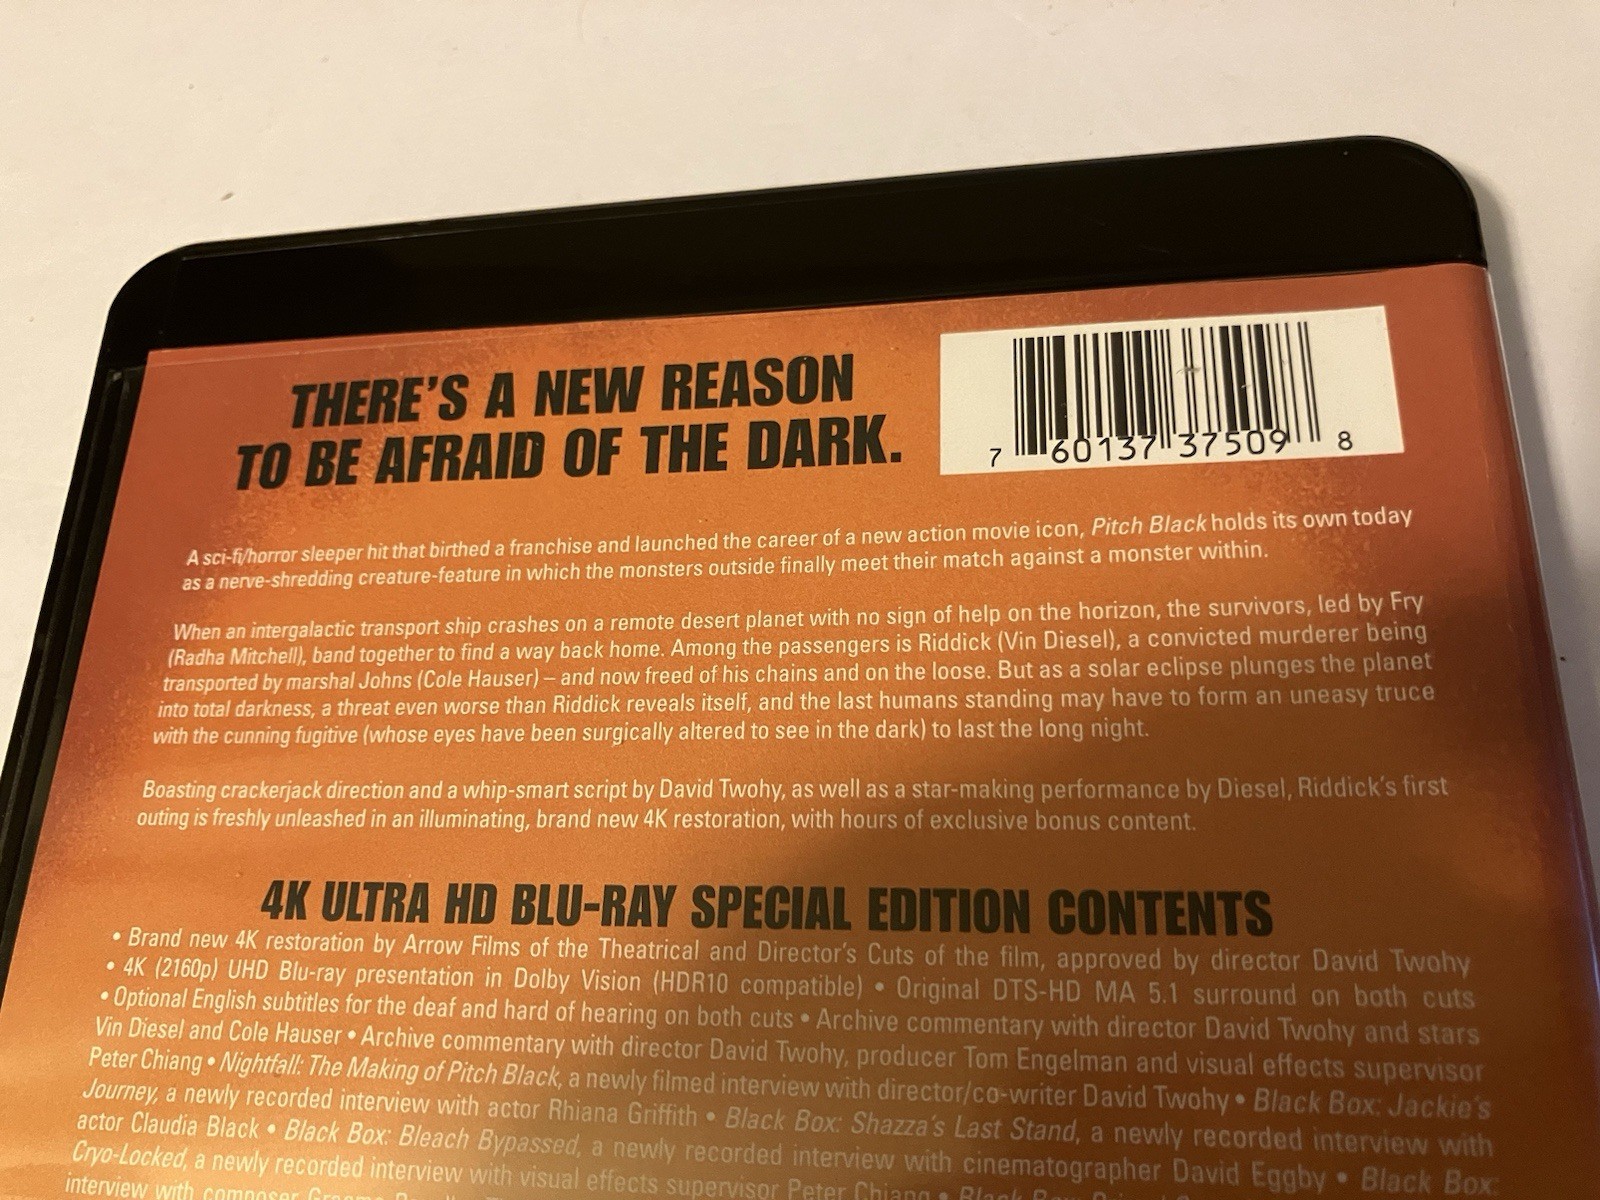 THERE'S A NEW REASON
TO BE AFRAID OF THE DARK.
7 60137 37509 8
A sci-fi/horror sleeper hit that birthed a franchise and launched the career of a new action movie icon, Pitch Black holds its own today
as a nerve-shredding creature-feature in which the monsters outside finally meet their match against a monster within.
When an intergalactic transport ship crashes on a remote desert planet with no sign of help on the horizon, the survivors, led by Fry
(Radha Mitchell), band together to find a way back home. Among the passengers is Riddick (Vin Diesel), a convicted murderer being
transported by marshal Johns (Cole Hauser) – and now freed of his chains and on the loose. But as a solar eclipse plunges the planet
into total darkness, a threat even worse than Riddick reveals itself, and the last humans standing may have to form an uneasy truce
with the cunning fugitive (whose eyes have been surgically altered to see in the dark) to last the long night.
Boasting crackerjack direction and a whip-smart script by David Twohy, as well as a star-making performance by Diesel, Riddick's first
outing is freshly unleashed in an illuminating, brand new 4K restoration, with hours of exclusive bonus content.
4K ULTRA HD BLU-RAY SPECIAL EDITION CONTENTS
• Brand new 4K restoration by Arrow Films of the Theatrical and Director's Cuts of the film, approved by director David Twohy
• 4K (2160p) UHD Blu-ray presentation in Dolby Vision (HDR10 compatible) • Original DTS-HD MA 5.1 surround on both cuts
• Optional English subtitles for the deaf and hard of hearing on both cuts • Archive commentary with director David Twohy and stars
Vin Diesel and Cole Hauser • Archive commentary with director David Twohy, producer Tom Engelman and visual effects supervisor
Peter Chiang • Nightfall: The Making of Pitch Black, a newly filmed interview with director/co-writer David Twohy • Black Box: Jackie's
Journey, a newly recorded interview with actor Rhiana Griffith • Black Box: Shazza's Last Stand, a newly recorded interview with
actor Claudia Black • Black Box: Bleach Bypassed, a newly recorded interview with cinematographer David Eggby • Black Box:
Cryo-Locked, a newly recorded interview with visual effects supervisor Peter Chiang • Black Box:
interview with composer